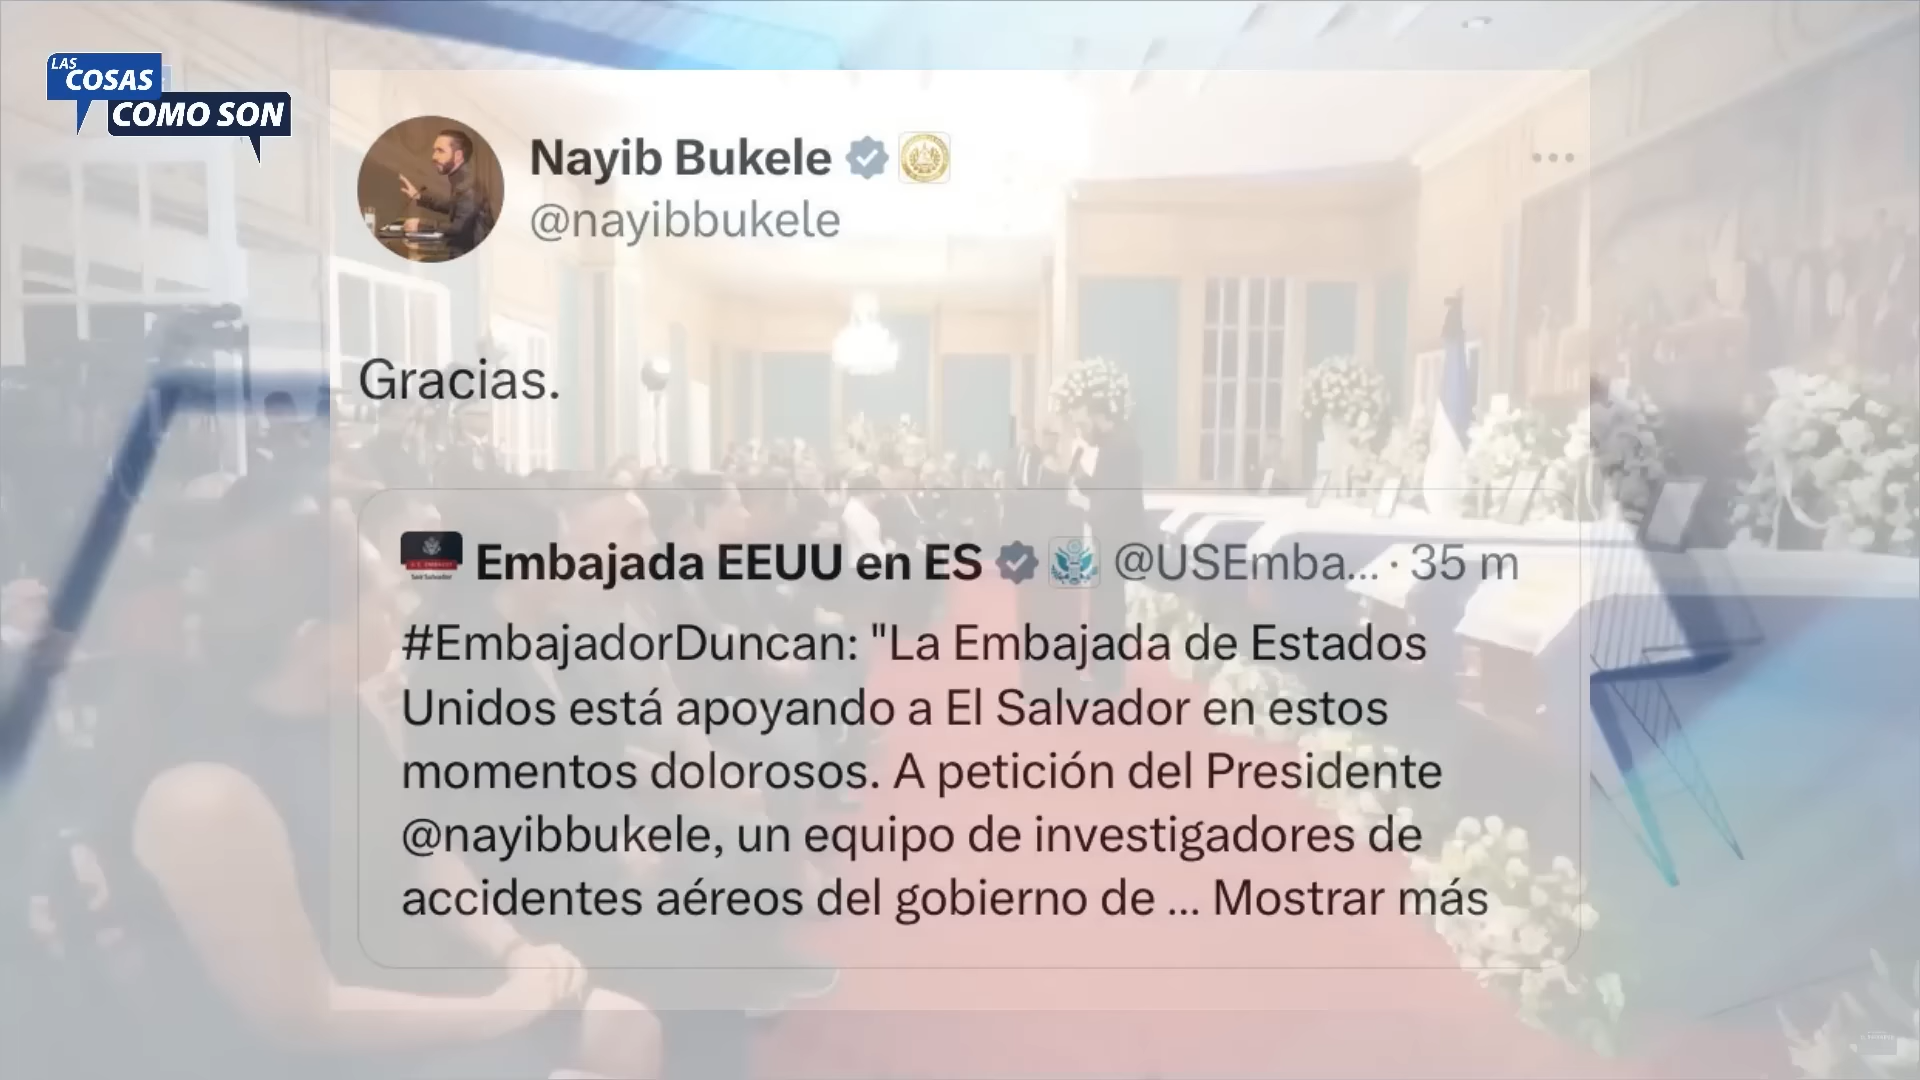 LAS
COSAS
COMO SON
Nayib Bukele
@nayibbukele
Gracias.
Embajada EEUU en ES @USEmba... · 35 m
#EmbajadorDuncan: "La Embajada de Estados
Unidos está apoyando a El Salvador en estos
momentos dolorosos. A petición del Presidente
@nayibbukele, un equipo de investigadores de
accidentes aéreos del gobierno de ... Mostrar más